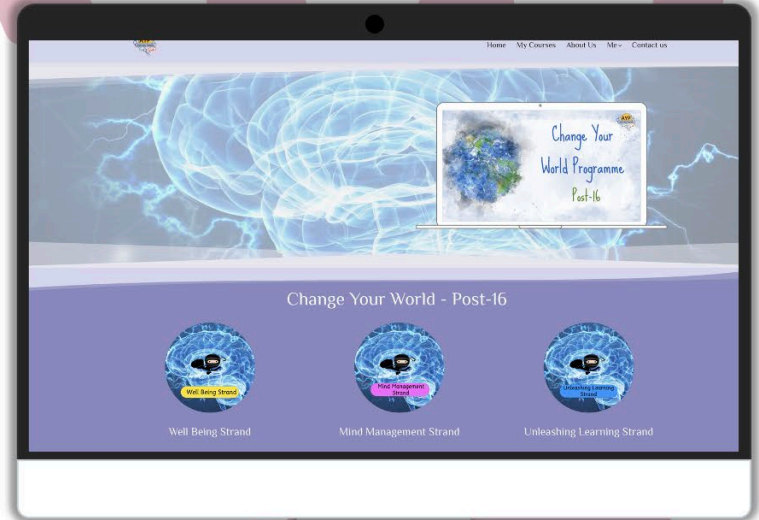 Home My Courses About Us Me Contact us
AYP
Change Your
World Programme
Post-16
Change Your World - Post-16
Well Being Strand
Mind Management
Strand
Unleashing Learning
Strand
Well Being Strand
Mind Management Strand
Unleashing Learning Strand